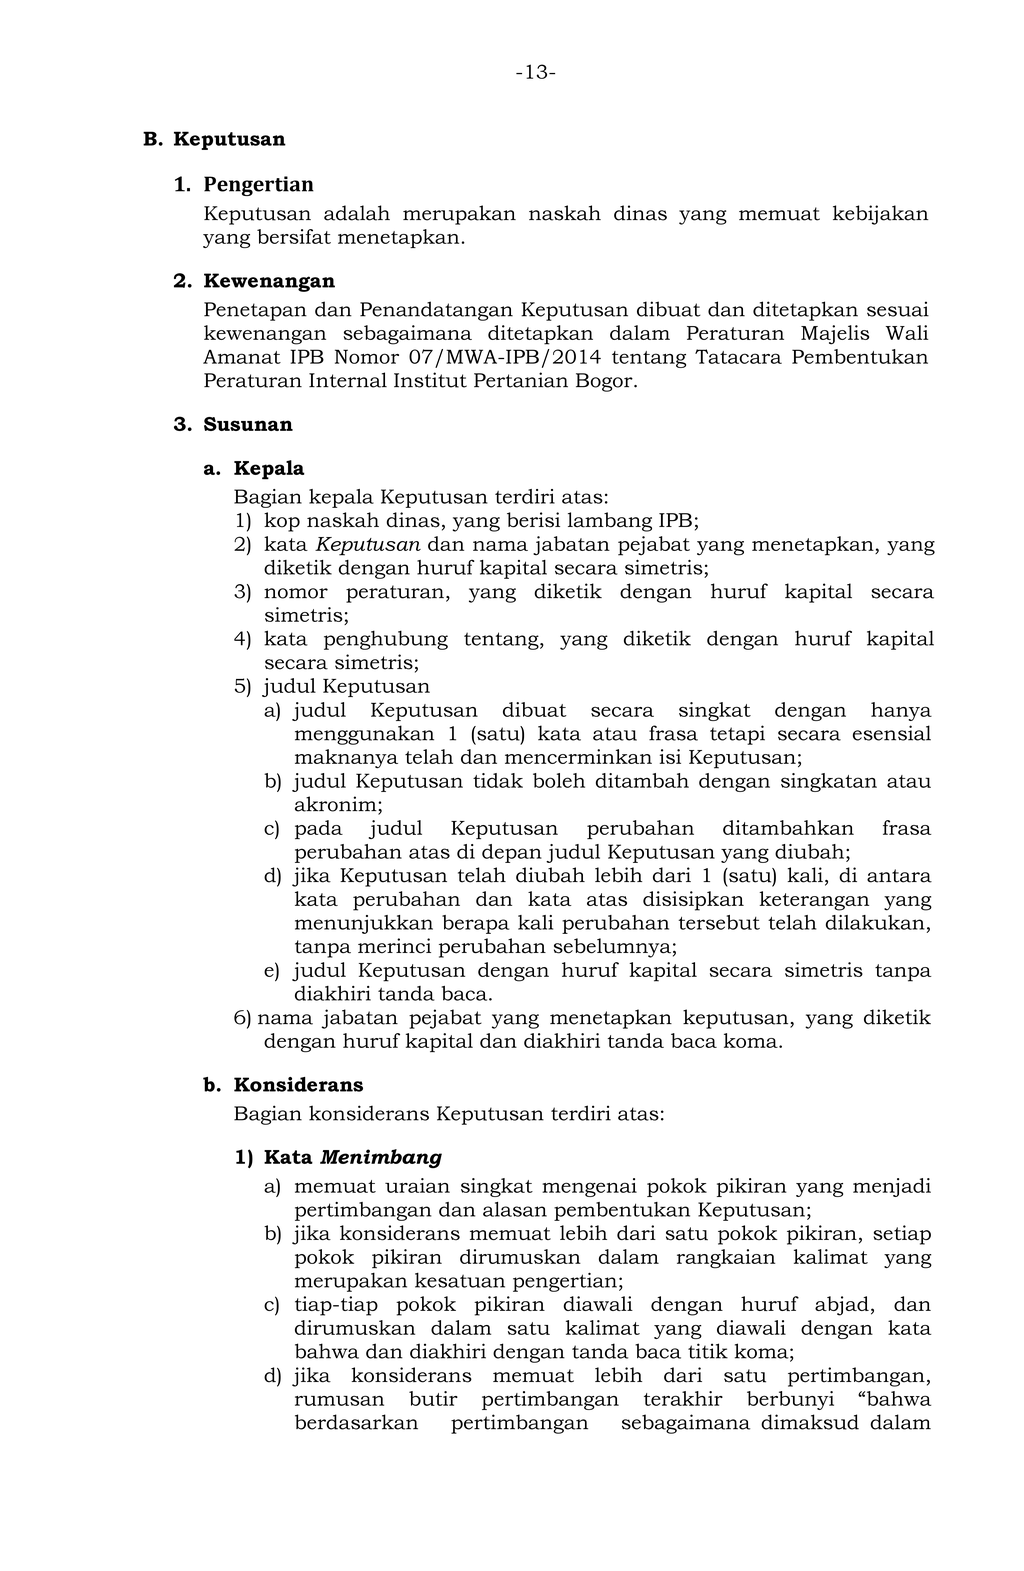 -13-
B. Keputusan
1. Pengertian
Keputusan adalah merupakan naskah dinas yang memuat kebijakan
yang bersifat menetapkan.
2. Kewenangan
Penetapan dan Penandatangan Keputusan dibuat dan ditetapkan sesuai
kewenangan sebagaimana ditetapkan dalam Peraturan Majelis Wali
Amanat IPB Nomor 07/MWA-IPB/2014 tentang Tatacara Pembentukan
Peraturan Internal Institut Pertanian Bogor.
3. Susunan
a. Kepala
Bagian kepala Keputusan terdiri atas:
1) kop naskah dinas, yang berisi lambang IPB;
2) kata Keputusan dan nama jabatan pejabat yang menetapkan, yang
diketik dengan huruf kapital secara simetris;
3) nomor peraturan, yang diketik dengan huruf kapital secara
simetris;
4) kata penghubung tentang, yang diketik dengan huruf kapital
secara simetris;
5) judul Keputusan
a) judul Keputusan dibuat secara singkat dengan hanya
menggunakan 1 (satu) kata atau frasa tetapi secara esensial
maknanya telah dan mencerminkan isi Keputusan;
b) judul Keputusan tidak boleh ditambah dengan singkatan atau
akronim;
c) pada judul Keputusan perubahan ditambahkan frasa
perubahan atas di depan judul Keputusan yang diubah;
d) jika Keputusan telah diubah lebih dari 1 (satu) kali, di antara
kata perubahan dan kata atas disisipkan keterangan yang
menunjukkan berapa kali perubahan tersebut telah dilakukan,
tanpa merinci perubahan sebelumnya;
e) judul Keputusan dengan huruf kapital secara simetris tanpa
diakhiri tanda baca.
6) nama jabatan pejabat yang menetapkan keputusan, yang diketik
dengan huruf kapital dan diakhiri tanda baca koma.
b. Konsiderans
Bagian konsiderans Keputusan terdiri atas:
1) Kata Menimbang
a) memuat uraian singkat mengenai pokok pikiran yang menjadi
pertimbangan dan alasan pembentukan Keputusan;
b) jika konsiderans memuat lebih dari satu pokok pikiran, setiap
pokok pikiran dirumuskan dalam rangkaian kalimat yang
merupakan kesatuan pengertian;
c) tiap-tiap pokok pikiran diawali dengan huruf abjad, dan
dirumuskan dalam satu kalimat yang diawali dengan kata
bahwa dan diakhiri dengan tanda baca titik koma;
d) jika konsiderans memuat lebih dari satu pertimbangan,
rumusan butir pertimbangan terakhir berbunyi “bahwa
berdasarkan pertimbangan sebagaimana dimaksud dalam